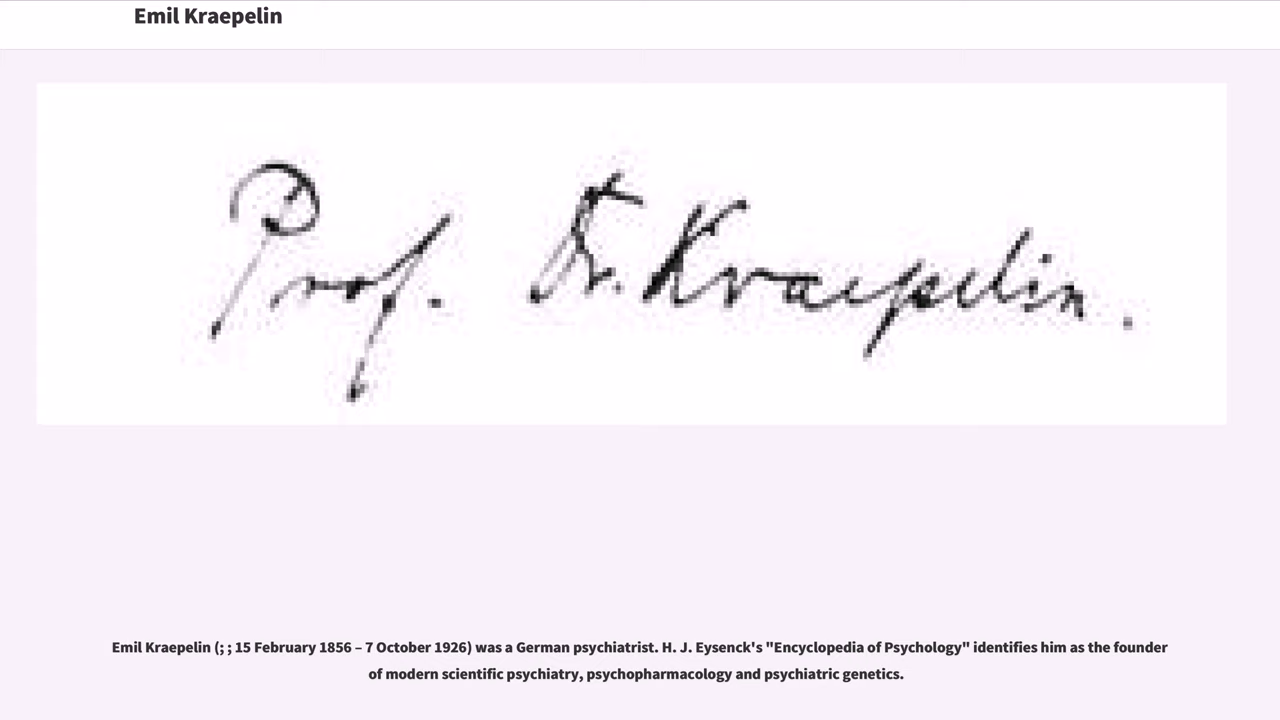 Emil Kraepelin
Prof. Dr. Kraepelin.
Emil Kraepelin (; ; 15 February 1856 – 7 October 1926) was a German psychiatrist. H. J. Eysenck's "Encyclopedia of Psychology" identifies him as the founder
of modern scientific psychiatry, psychopharmacology and psychiatric genetics.